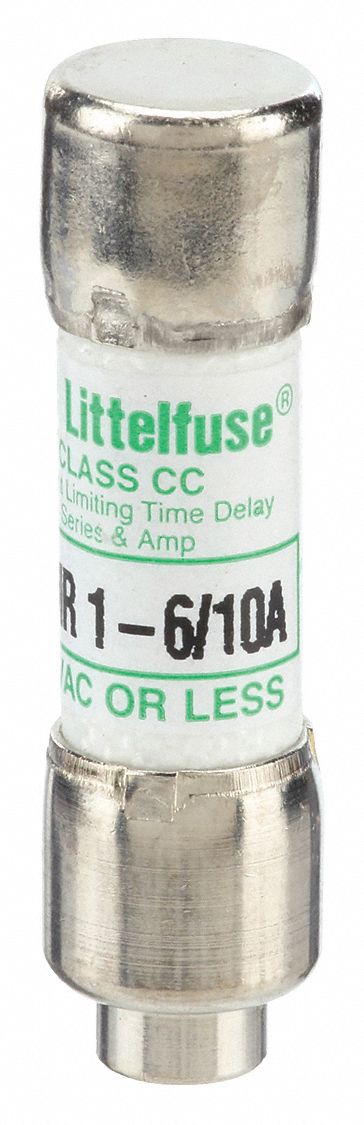 Littelfuse®
CLASS CC
Limiting Time Delay
Series & Amp
R 1-6/10A
VAC OR LESS